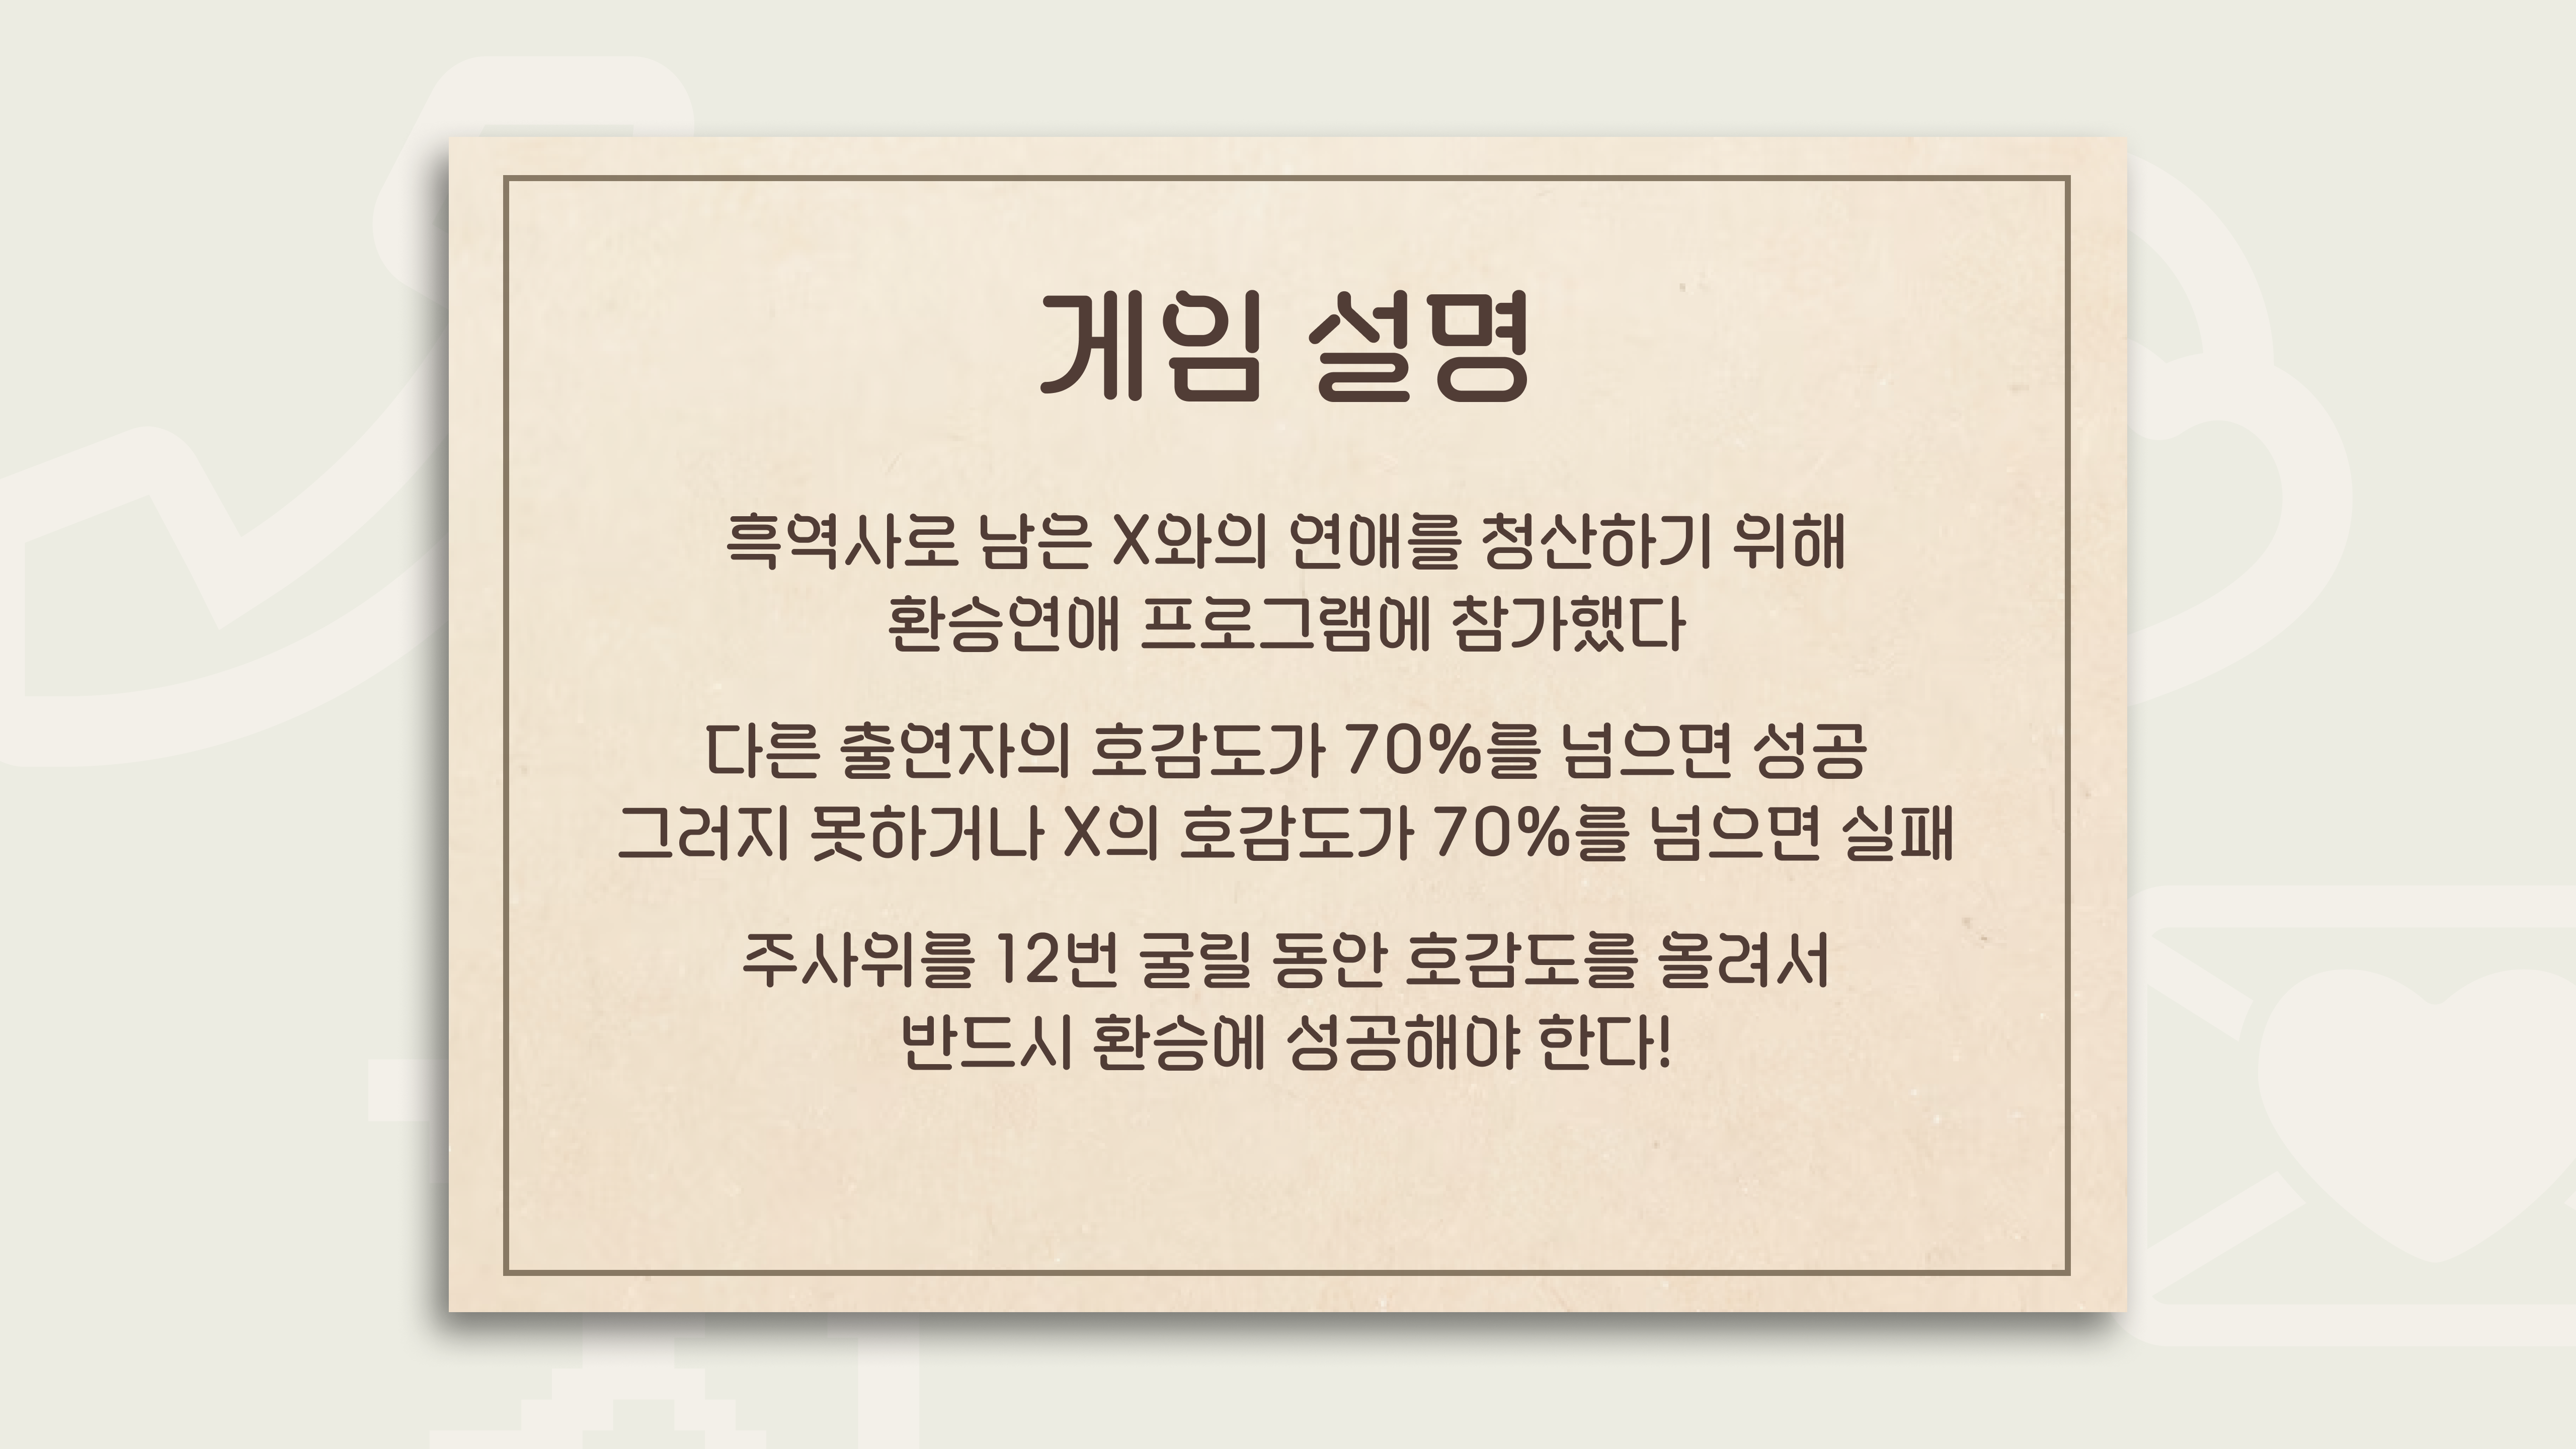 게임 설명
흑역사로 남은 X와의 연애를 청산하기 위해
환승연애 프로그램에 참가했다
다른 출연자의 호감도가 70%를 넘으면 성공
그러지 못하거나 X의 호감도가 70%를 넘으면 실패
주사위를 12번 굴릴 동안 호감도를 올려서
반드시 환승에 성공해야 한다!